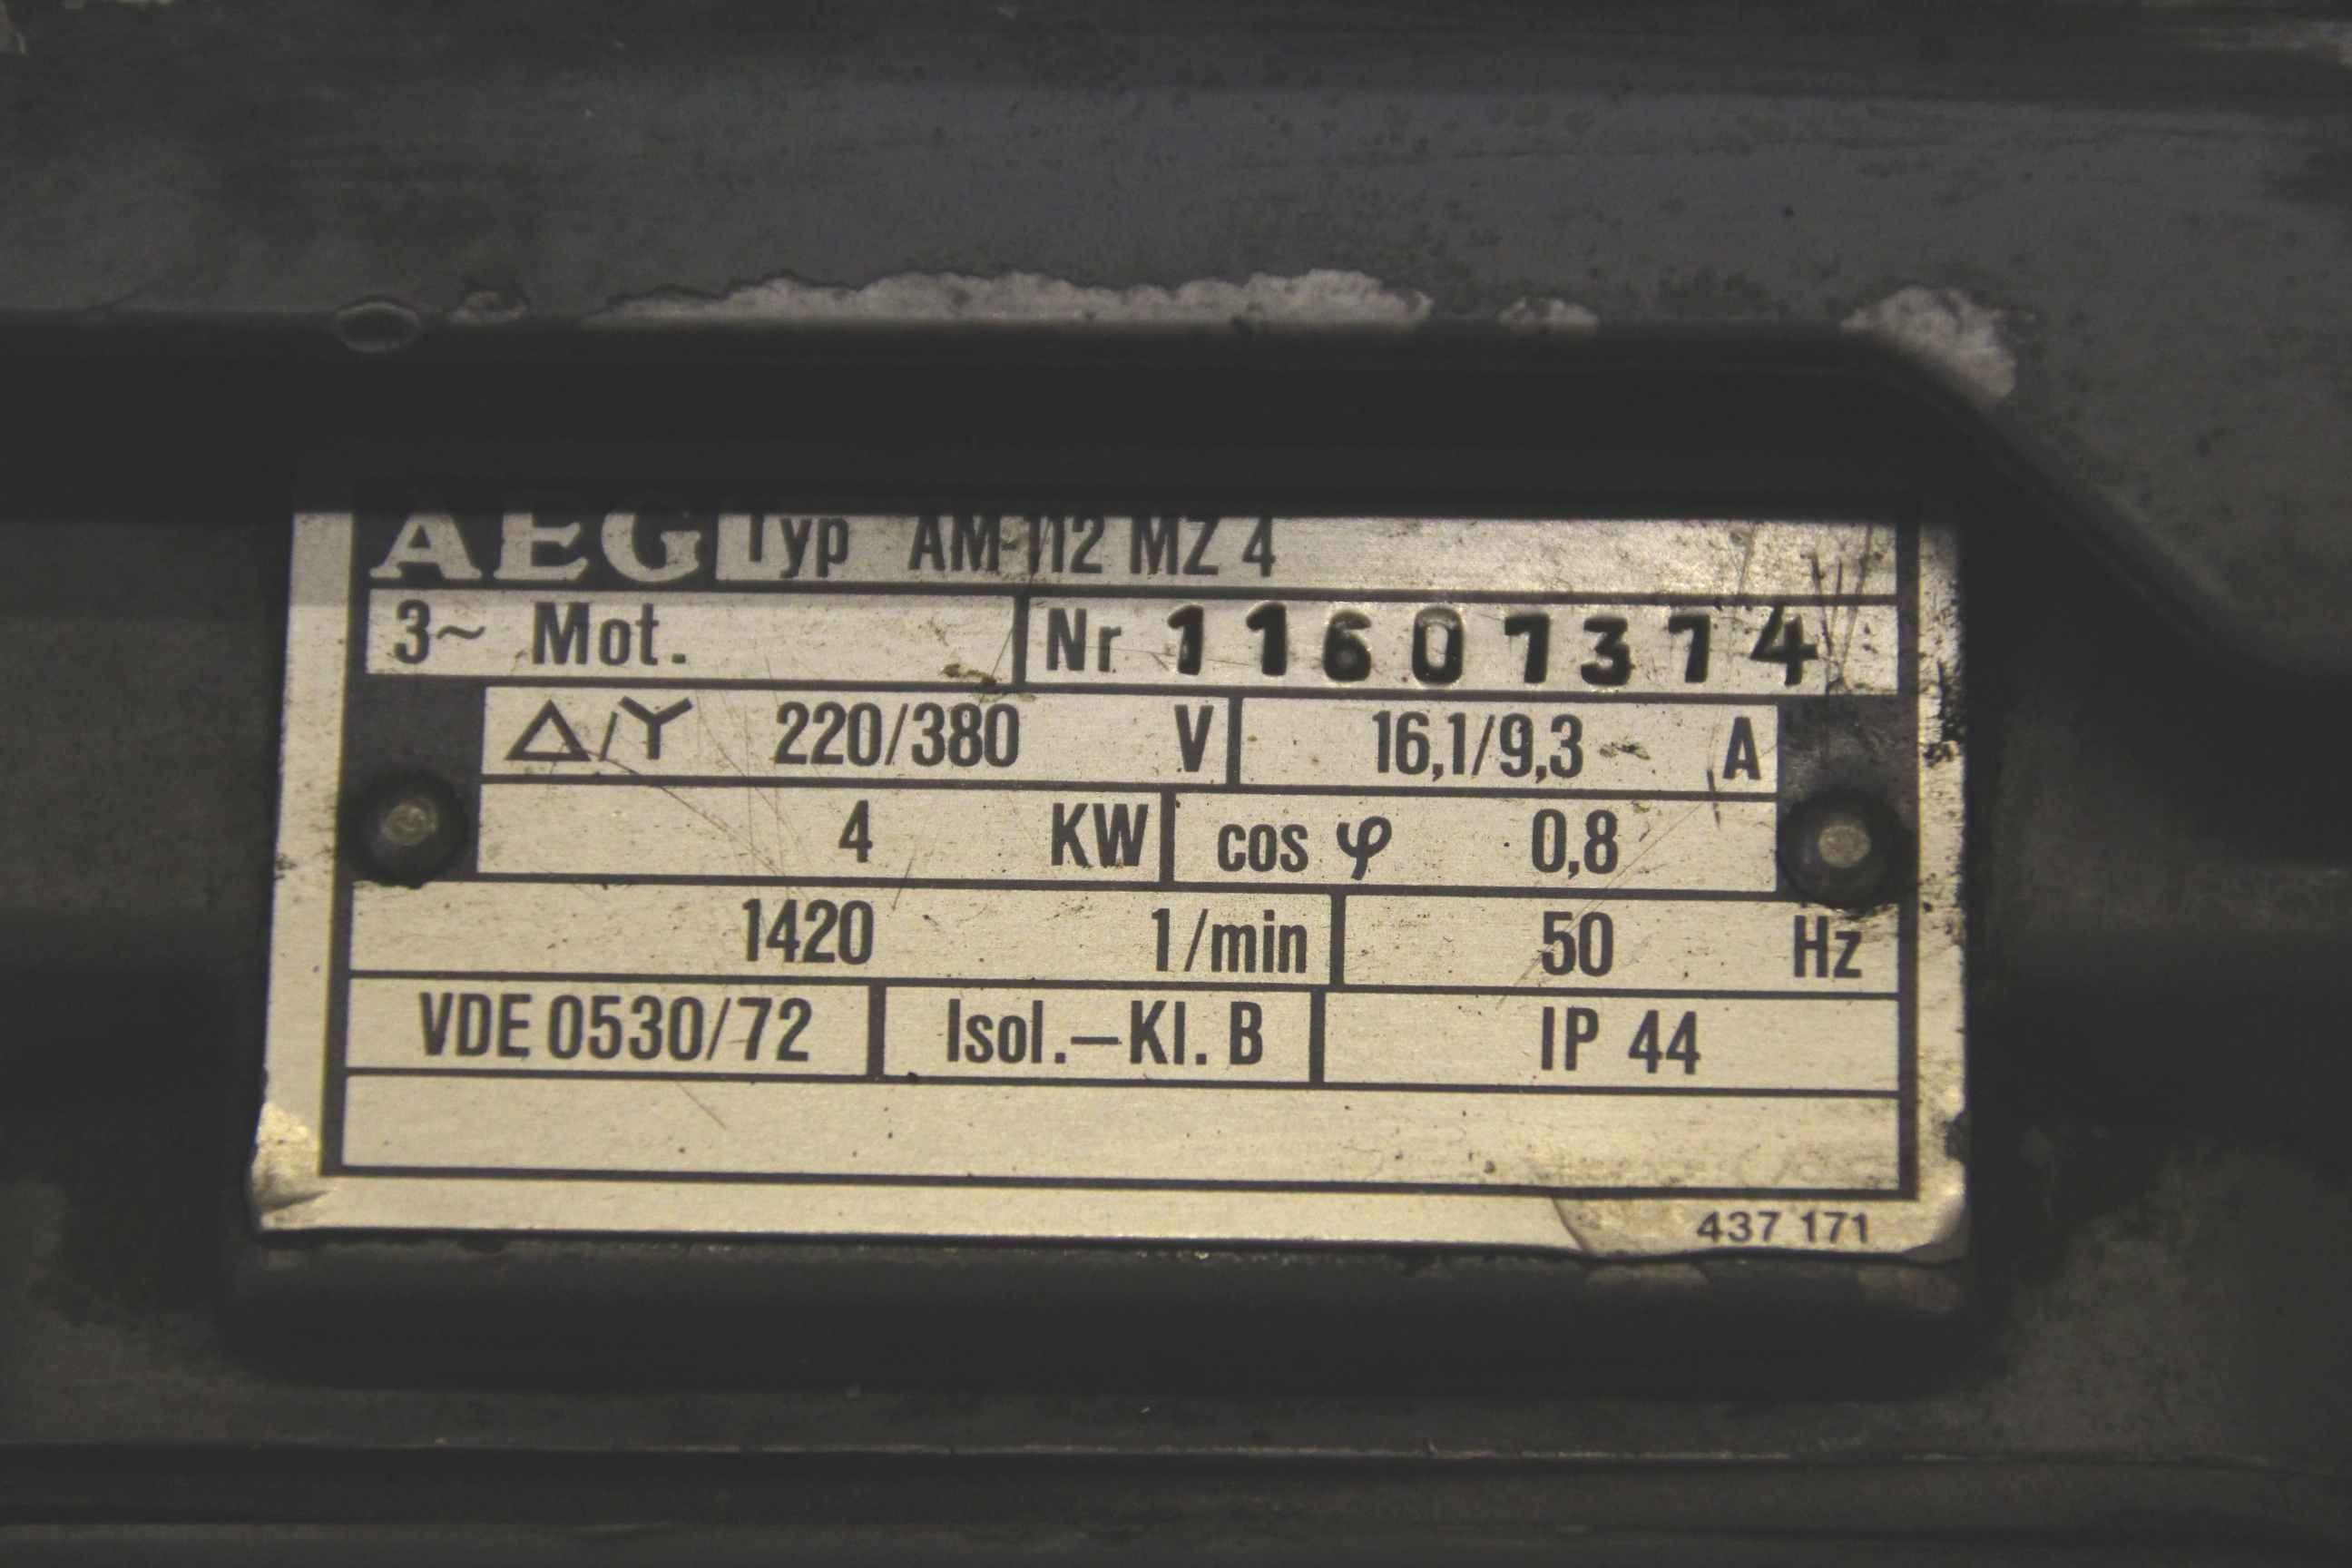 AEG Typ AM 112 MZ 4
3~ Mot. Nr 11607374
△/Y 220/380 V 16,1/9,3 A
4 KW cos φ 0,8
1420 1/min 50 Hz
VDE 0530/72 Isol.–Kl. B IP 44
437 171